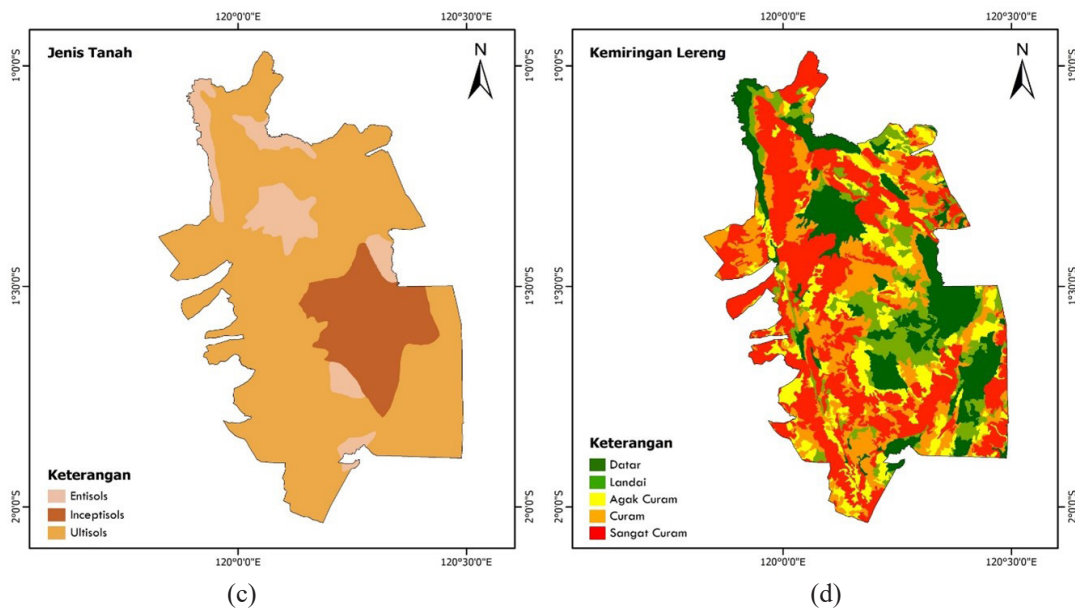 120°0'0"E 120°30'0"E
Jenis Tanah
N
1°0'0"S
1°30'0"S
2°0'0"S
Keterangan
Entisols
Inceptisols
Ultisols
1°0'0"S
1°30'0"S
2°0'0"S
120°0'0"E 120°30'0"E
(c)
120°0'0"E 120°30'0"E
Kemiringan Lereng
N
1°0'0"S
1°30'0"S
2°0'0"S
Keterangan
Datar
Landai
Agak Curam
Curam
Sangat Curam
1°0'0"S
1°30'0"S
2°0'0"S
120°0'0"E 120°30'0"E
(d)